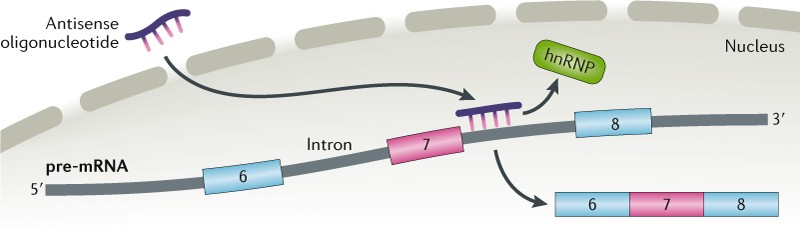 Antisense
oligonucleotide
hnRNP
Nucleus
3′
8
7
Intron
pre-mRNA
6
5′
6 7 8